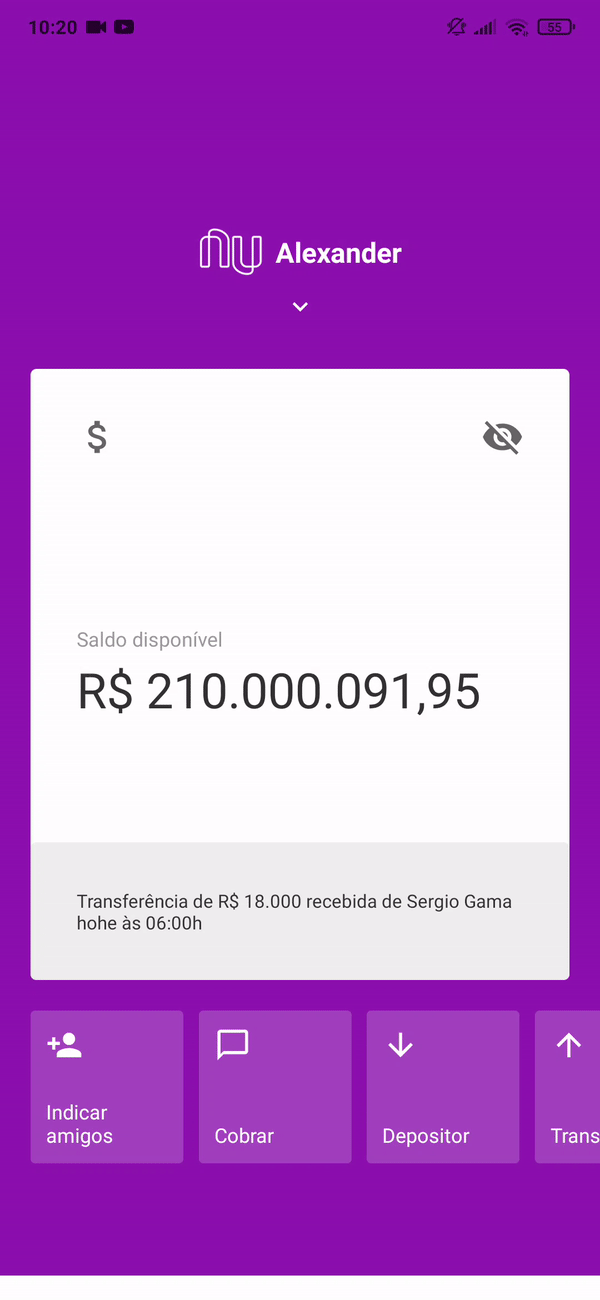 10:20
55
nu Alexander
$
Saldo disponível
R$ 210.000.091,95
Transferência de R$ 18.000 recebida de Sergio Gama
hohe às 06:00h
Indicar
amigos
Cobrar
Depositor
Trans